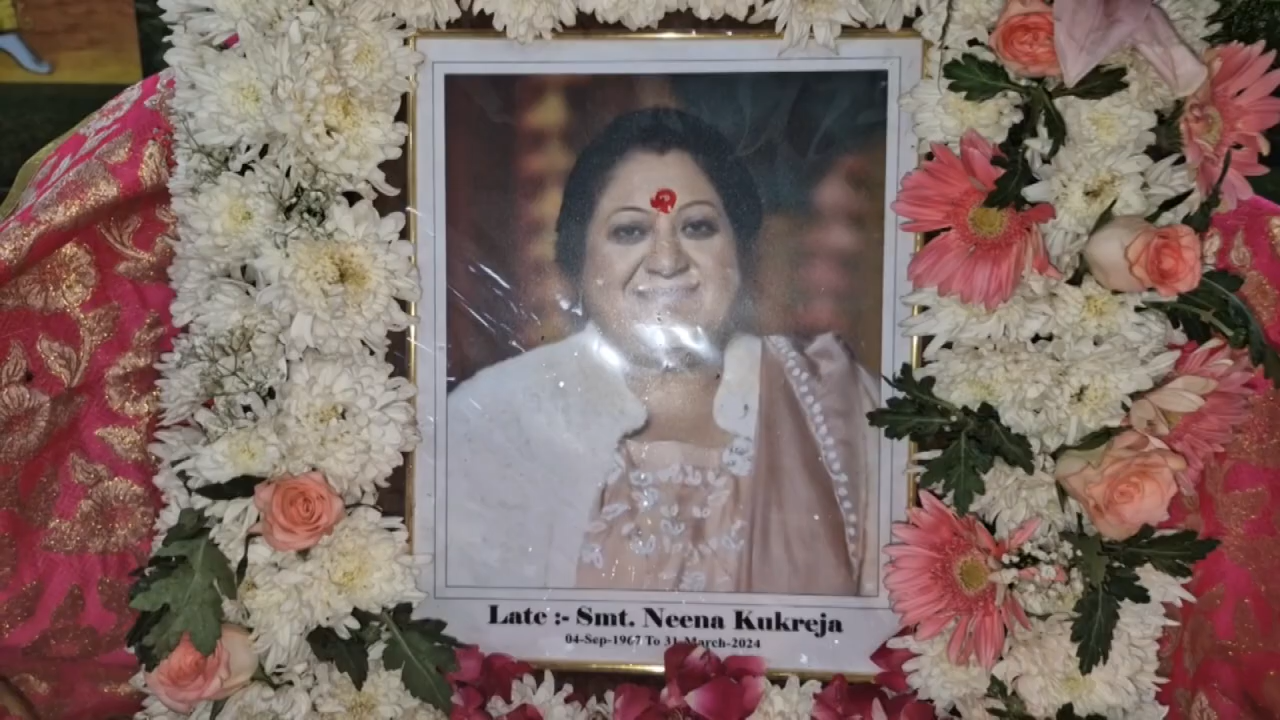 Late :- Smt. Neena Kukreja
04-Sep-1967 To 31-March-2024